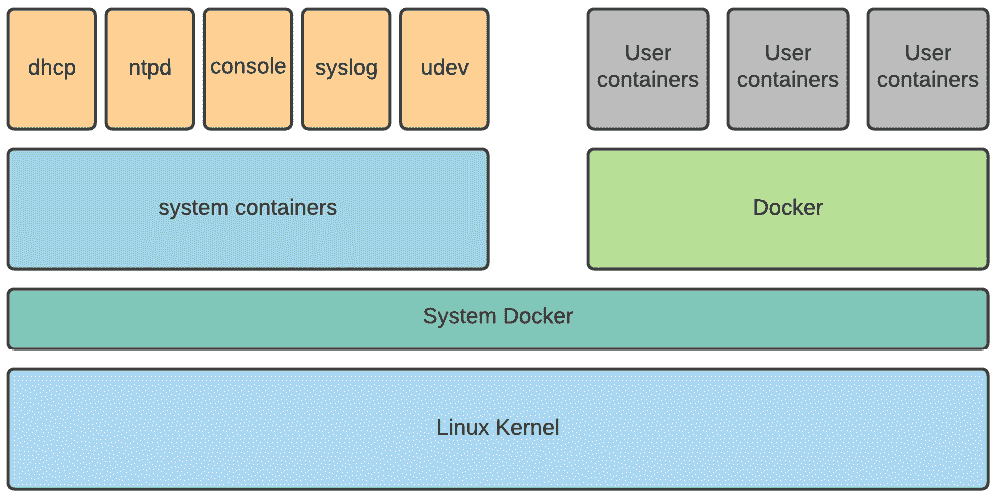 dhcp
ntpd
console
syslog
udev
User
containers
User
containers
User
containers
system containers
Docker
System Docker
Linux Kernel